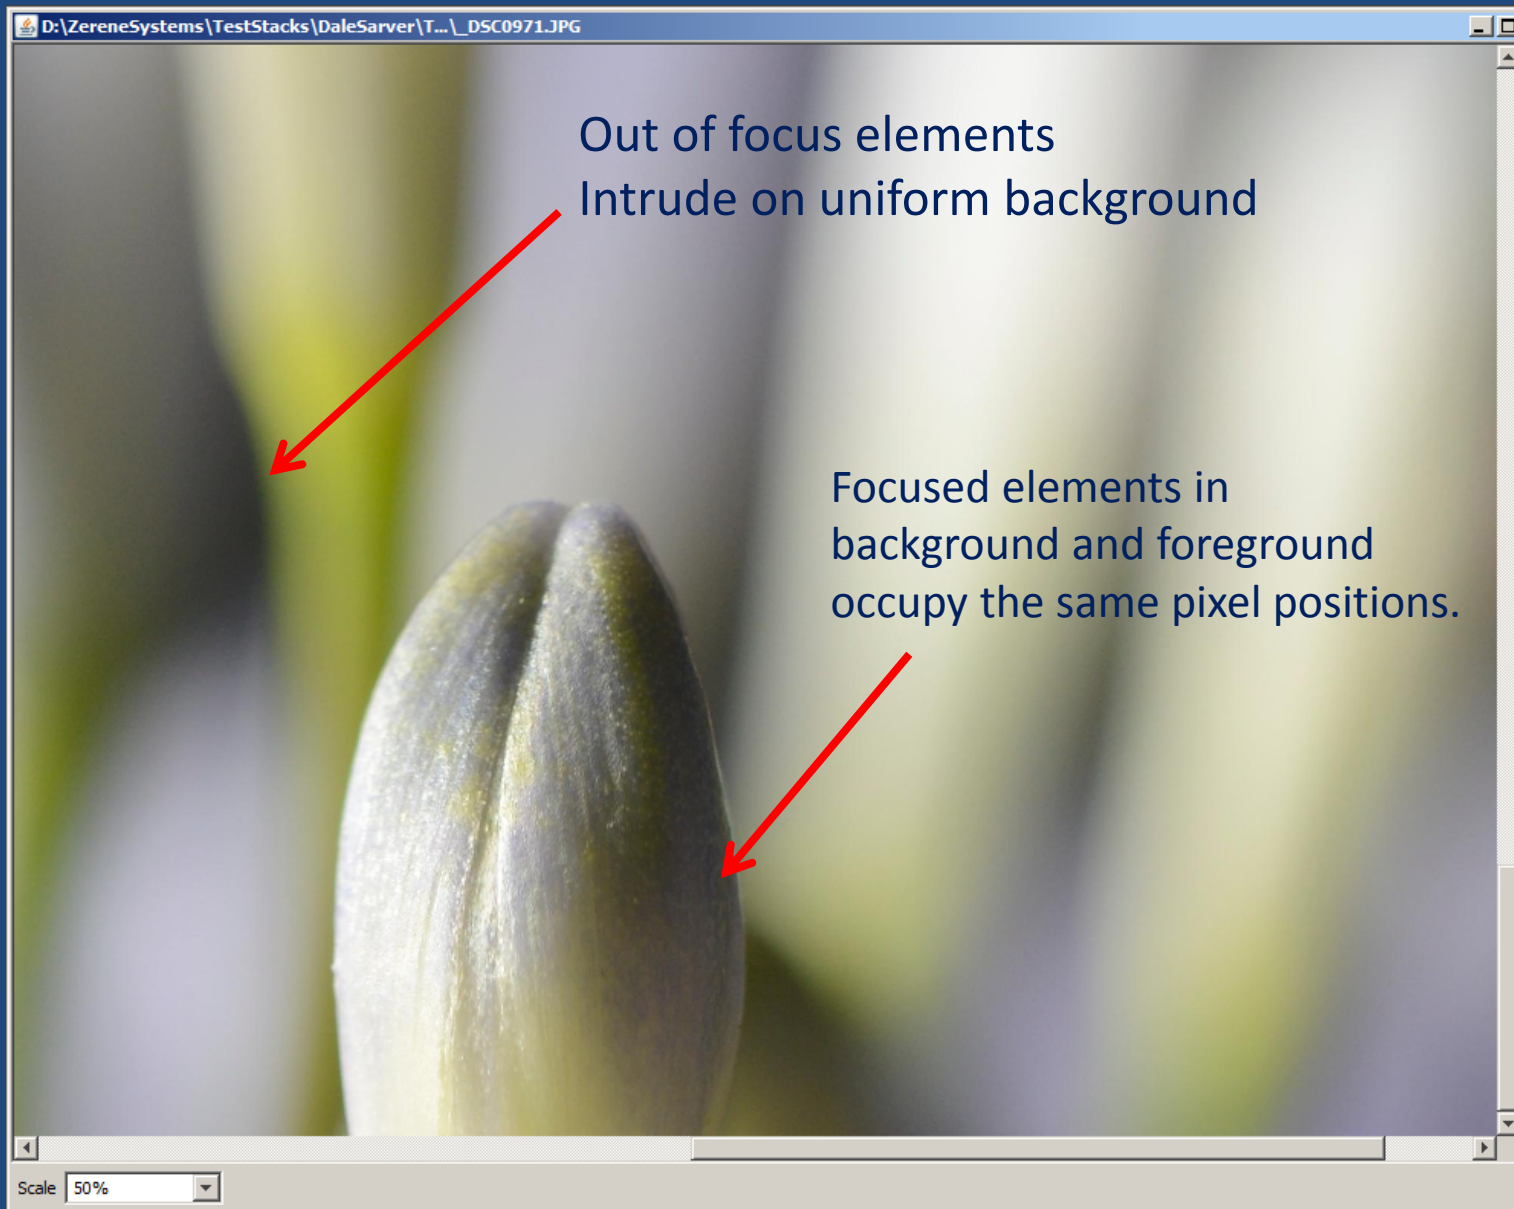 D:\ZereneSystems\TestStacks\DaleSarver\T...\_DSC0971.JPG
Out of focus elements
Intrude on uniform background
Focused elements in
background and foreground
occupy the same pixel positions.
Scale 50%